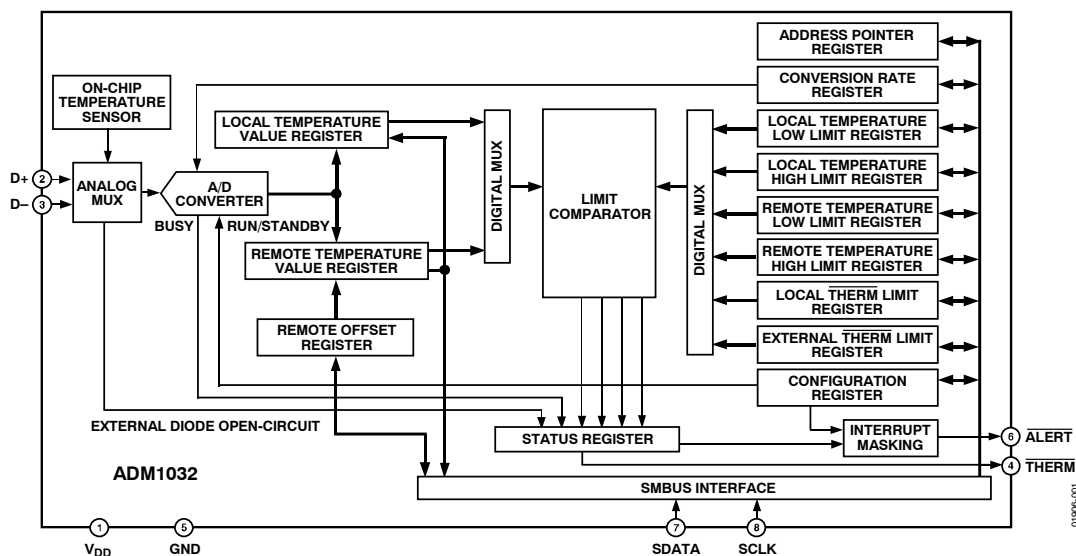 ADDRESS POINTER
REGISTER
ON-CHIP
TEMPERATURE
SENSOR
CONVERSION RATE
REGISTER
LOCAL TEMPERATURE
VALUE REGISTER
LOCAL TEMPERATURE
LOW LIMIT REGISTER
D+
2
D–
3
ANALOG
MUX
A/D
CONVERTER
BUSY
RUN/STANDBY
DIGITAL MUX
LIMIT
COMPARATOR
DIGITAL MUX
LOCAL TEMPERATURE
HIGH LIMIT REGISTER
REMOTE TEMPERATURE
LOW LIMIT REGISTER
REMOTE TEMPERATURE
VALUE REGISTER
REMOTE TEMPERATURE
HIGH LIMIT REGISTER
REMOTE OFFSET
REGISTER
LOCAL THERM LIMIT
REGISTER
EXTERNAL THERM LIMIT
REGISTER
CONFIGURATION
REGISTER
EXTERNAL DIODE OPEN-CIRCUIT
STATUS REGISTER
INTERRUPT
MASKING
6
ALERT
4
THERM
ADM1032
SMBUS INTERFACE
1
5
7
8
VDD
GND
SDATA
SCLK
01906-001